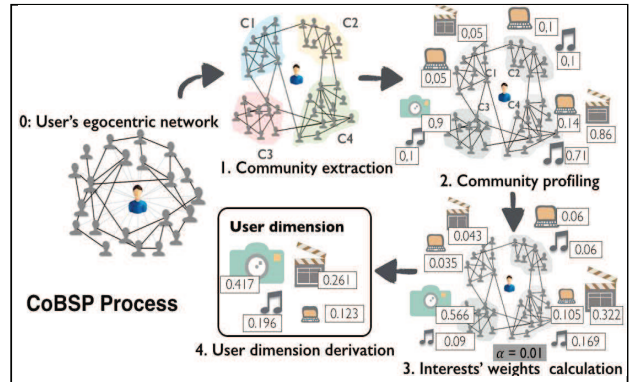 C1
C2
C3
C4
0: User's egocentric network
1. Community extraction
0,05
0,1
0,05
0,1
C1
C2
C3
C4
0.9
0,1
0.14
0.86
0.71
2. Community profiling
0.043
0.06
0.035
0.06
0.566
0.105
0.322
0.09
0.169
α = 0.01
3. Interests' weights calculation
User dimension
0.417
0.261
0.196
0.123
4. User dimension derivation
CoBSP Process